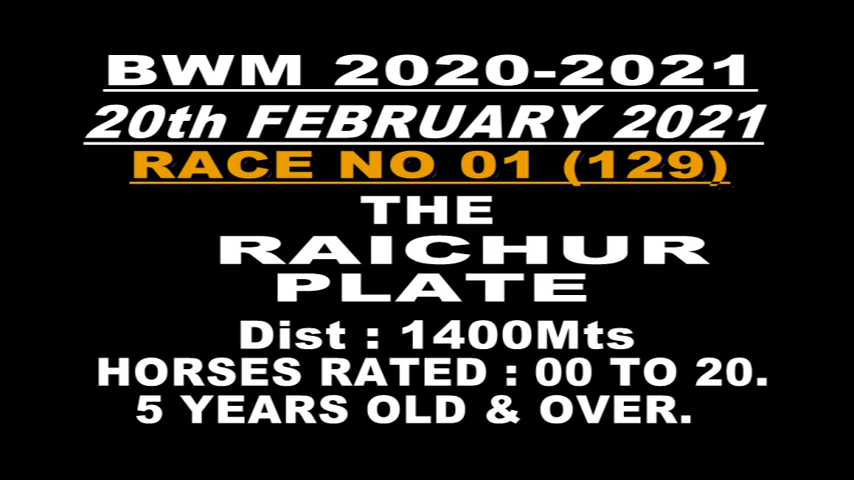 BWM 2020-2021
20th FEBRUARY 2021
RACE NO 01 (129)
THE
RAICHUR
PLATE
Dist : 1400Mts
HORSES RATED : 00 TO 20.
5 YEARS OLD & OVER.